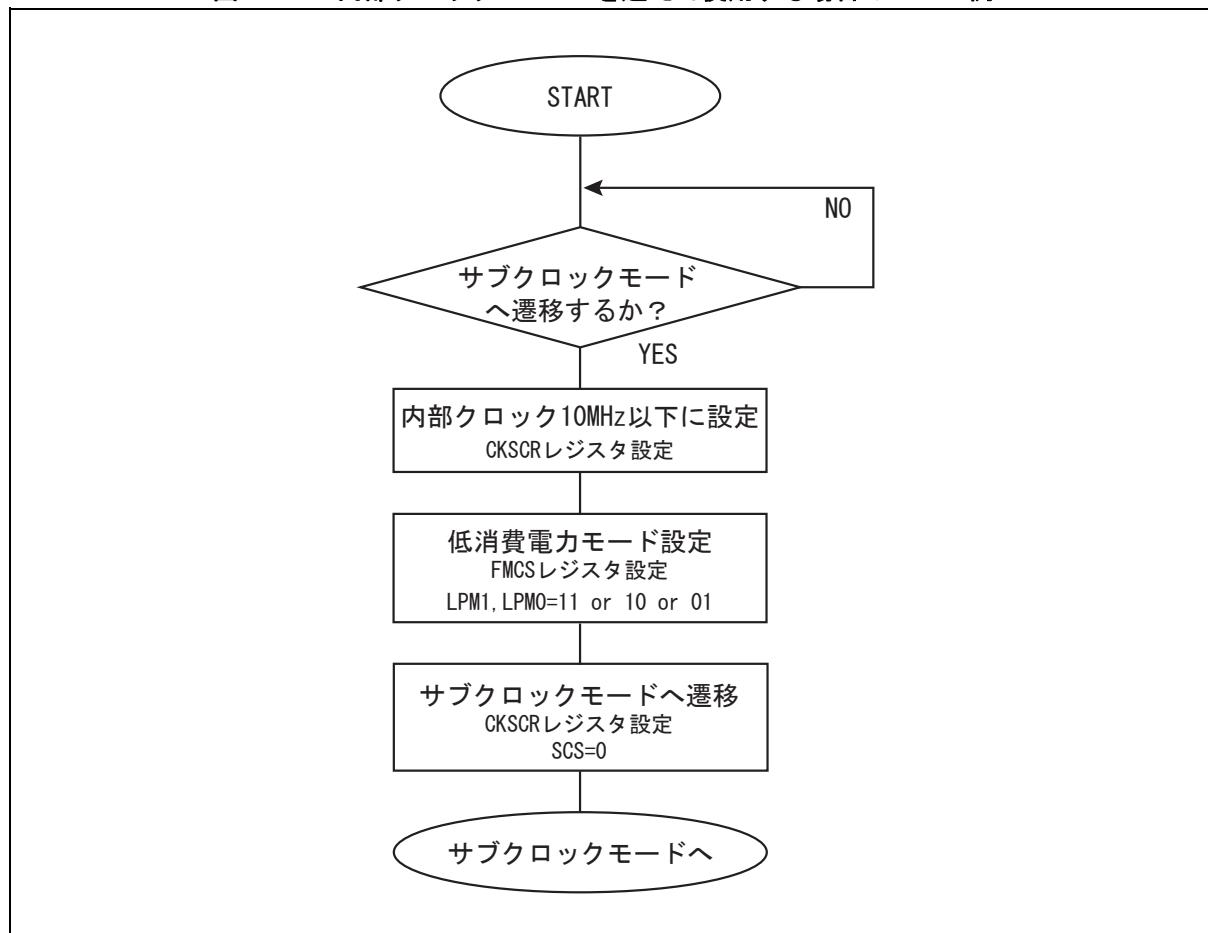 START
NO
サブクロックモード
へ遷移するか？
YES
内部クロック10MHz以下に設定
CKSCRレジスタ設定
低消費電力モード設定
FMCSレジスタ設定
LPM1,LPM0=11 or 10 or 01
サブクロックモードへ遷移
CKSCRレジスタ設定
SCS=0
サブクロックモードへ